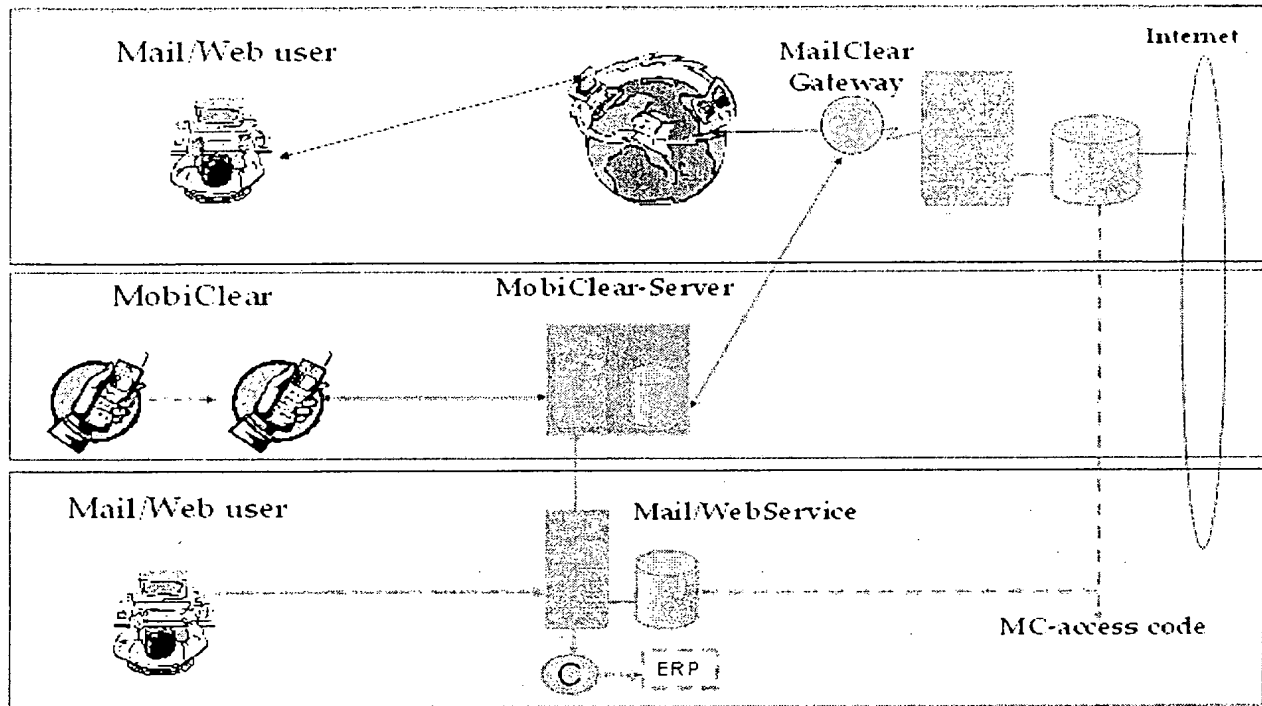 Mail/Web user
MailClear
Gateway
Internet
MobiClear
MobiClear-Server
Mail/Web user
Mail/WebService
MC-access code
C
ERP